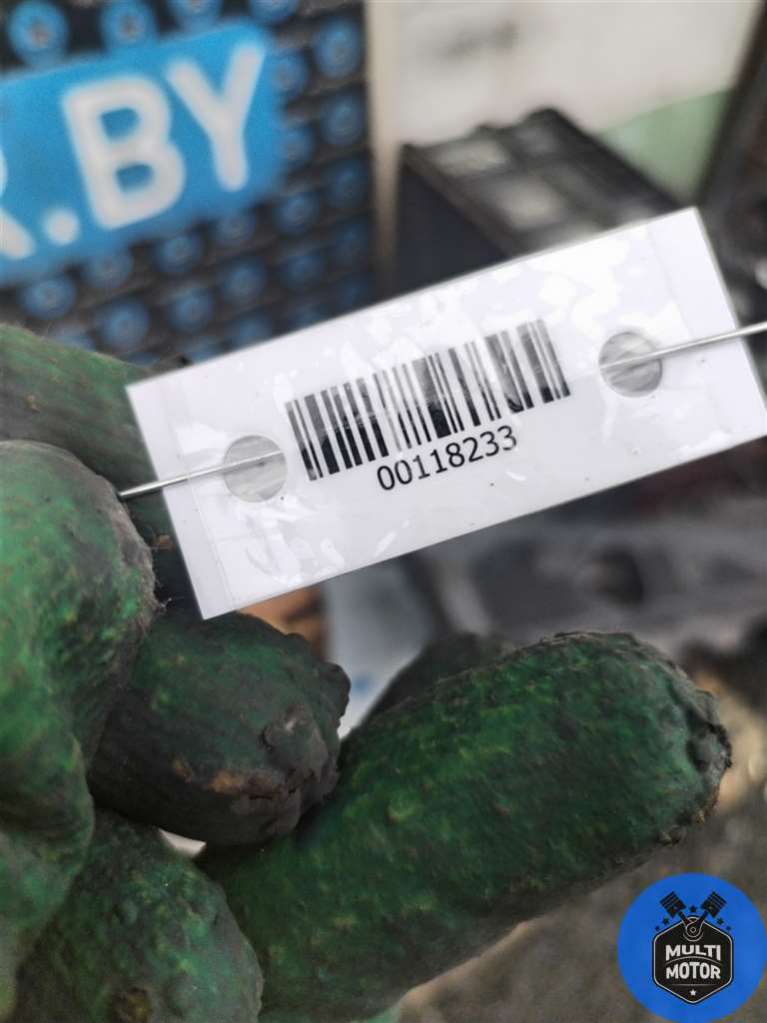 R.BY
00118233
MULTI
MOTOR